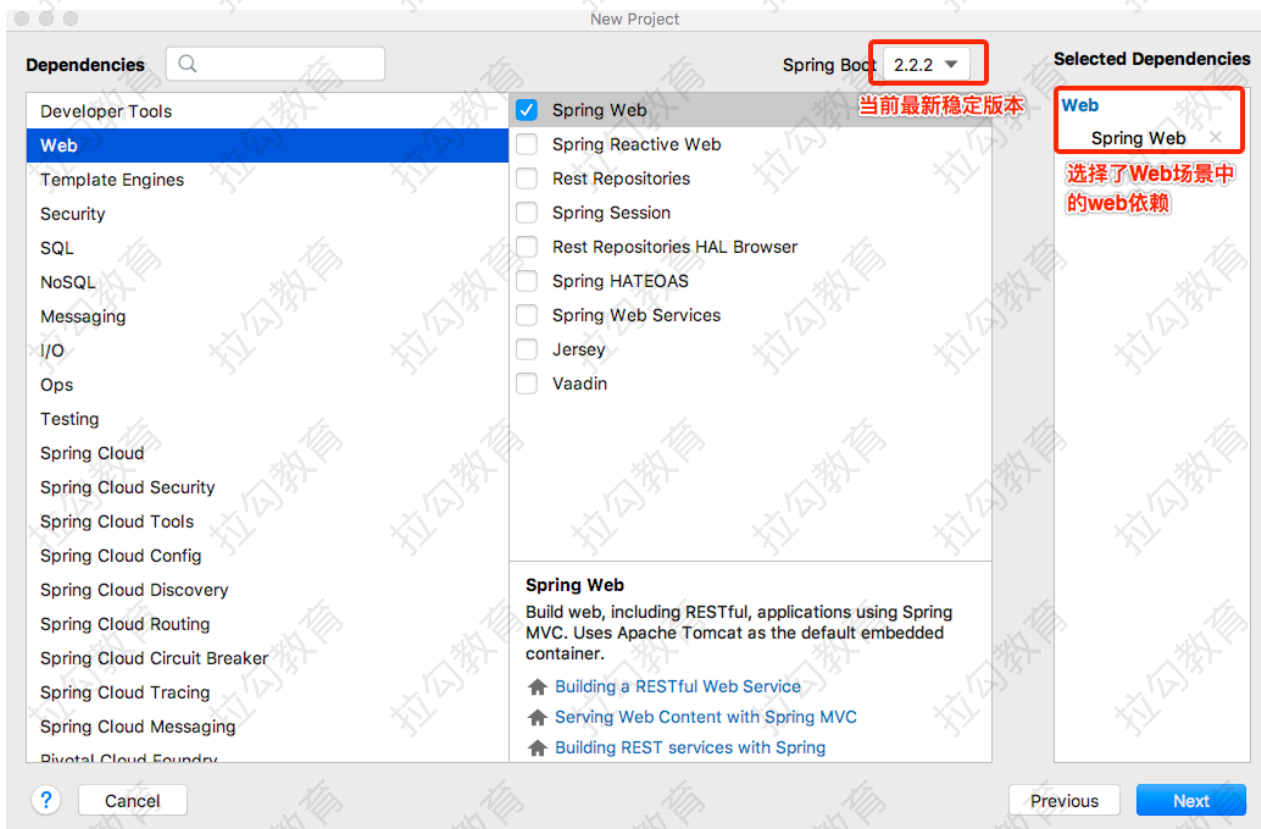 New Project
Dependencies
Spring Boot 2.2.2
Selected Dependencies
当前最新稳定版本
Developer Tools
Web
Template Engines
Security
SQL
NoSQL
Messaging
I/O
Ops
Testing
Spring Cloud
Spring Cloud Security
Spring Cloud Tools
Spring Cloud Config
Spring Cloud Discovery
Spring Cloud Routing
Spring Cloud Circuit Breaker
Spring Cloud Tracing
Spring Cloud Messaging
Pivotal Cloud Foundry
Spring Web
Spring Reactive Web
Rest Repositories
Spring Session
Rest Repositories HAL Browser
Spring HATEOAS
Spring Web Services
Jersey
Vaadin
Spring Web
Build web, including RESTful, applications using Spring
MVC. Uses Apache Tomcat as the default embedded
container.
Building a RESTful Web Service
Serving Web Content with Spring MVC
Building REST services with Spring
Web
Spring Web
选择了Web场景中
的web依赖
?
Cancel
Previous
Next
拉勾教育